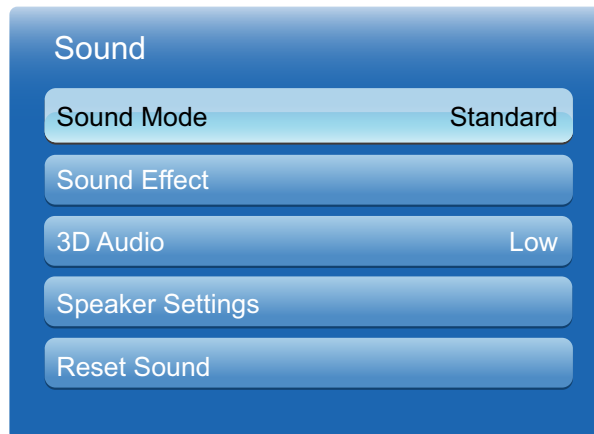 Sound
Sound Mode Standard
Sound Effect
3D Audio Low
Speaker Settings
Reset Sound